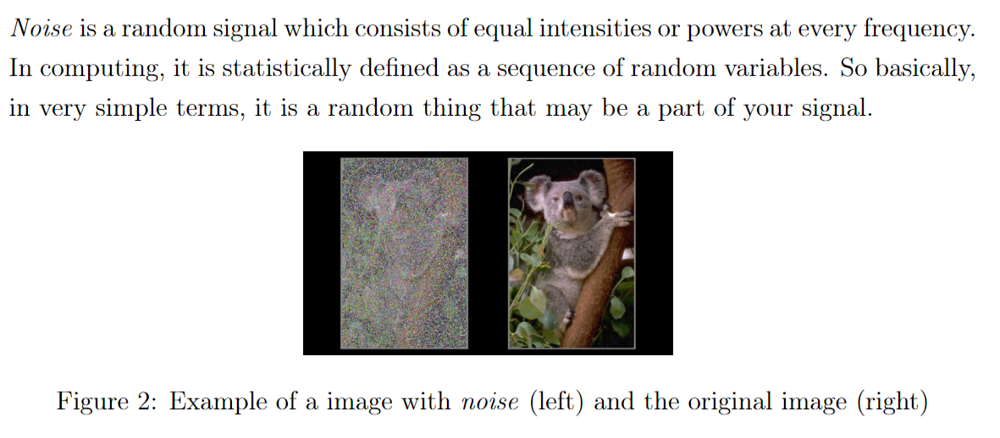 Noise is a random signal which consists of equal intensities or powers at every frequency.
In computing, it is statistically defined as a sequence of random variables. So basically,
in very simple terms, it is a random thing that may be a part of your signal.
Figure 2: Example of a image with noise (left) and the original image (right)